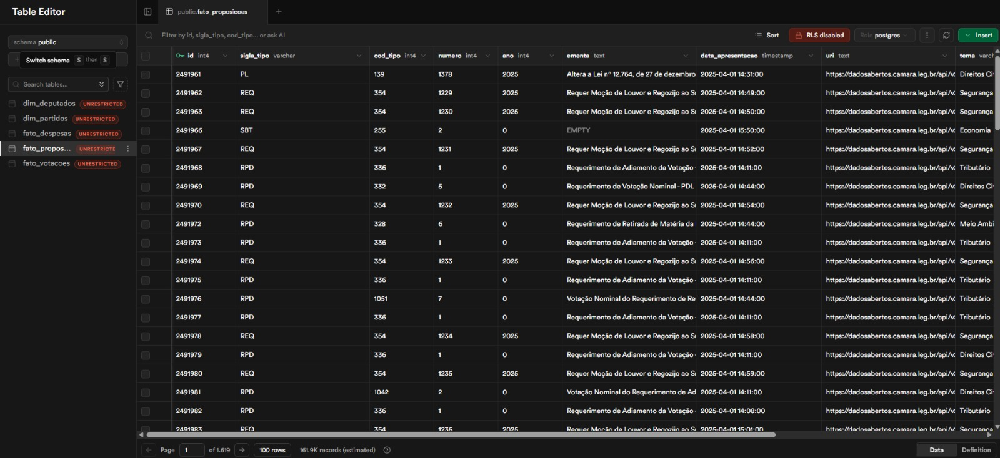 Table Editor
public.fato_proposicoes
schema public
Switch schema S then S
Search tables...
dim_deputados UNRESTRICTED
dim_partidos UNRESTRICTED
fato_despesas UNRESTRICTED
fato_propos... UNRESTRICTE
fato_votacoes UNRESTRICTED
Filter by id, sigla_tipo, cod_tipo... or ask AI
Sort
RLS disabled
Role postgres
Insert
id int4 sigla_tipo varchar cod_tipo int4 numero int4 ano int4 ementa text data_apresentacao timestamp uri text tema varch
2491961 PL 139 1378 2025 Altera a Lei nº 12.764, de 27 de dezembro 2025-04-01 14:31:00 https://dadosabertos.camara.leg.br/api/v Direitos Ci
2491962 REQ 354 1229 2025 Requer Moção de Louvor e Regozijo ao S 2025-04-01 14:49:00 https://dadosabertos.camara.leg.br/api/v Segurança
2491963 REQ 354 1230 2025 Requer Moção de Louvor e Regozijo ao S 2025-04-01 14:50:00 https://dadosabertos.camara.leg.br/api/v Segurança
2491966 SBT 255 2 0 EMPTY 2025-04-01 15:50:00 https://dadosabertos.camara.leg.br/api/v Economia
2491967 REQ 354 1231 2025 Requer Moção de Louvor e Regozijo ao S 2025-04-01 14:52:00 https://dadosabertos.camara.leg.br/api/v Segurança
2491968 RPD 336 1 0 Requerimento de Adiamento da Votação - 2025-04-01 14:11:00 https://dadosabertos.camara.leg.br/api/v Tributário
2491969 RPD 332 5 0 Requerimento de Votação Nominal - PDL 2025-04-01 14:44:00 https://dadosabertos.camara.leg.br/api/v Direitos Ci
2491970 REQ 354 1232 2025 Requer Moção de Louvor e Regozijo ao S 2025-04-01 14:54:00 https://dadosabertos.camara.leg.br/api/v Segurança
2491972 RPD 328 6 0 Requerimento de Retirada de Matéria da 2025-04-01 14:44:00 https://dadosabertos.camara.leg.br/api/v Meio Ambi
2491973 RPD 336 1 0 Requerimento de Adiamento da Votação - 2025-04-01 14:11:00 https://dadosabertos.camara.leg.br/api/v Tributário
2491974 REQ 354 1233 2025 Requer Moção de Louvor e Regozijo ao S 2025-04-01 14:56:00 https://dadosabertos.camara.leg.br/api/v Segurança
2491975 RPD 336 1 0 Requerimento de Adiamento da Votação - 2025-04-01 14:11:00 https://dadosabertos.camara.leg.br/api/v Tributário
2491976 RPD 1051 7 0 Votação Nominal do Requerimento de Re 2025-04-01 14:44:00 https://dadosabertos.camara.leg.br/api/v Tributário
2491977 RPD 336 1 0 Requerimento de Adiamento da Votação - 2025-04-01 14:11:00 https://dadosabertos.camara.leg.br/api/v Tributário
2491978 REQ 354 1234 2025 Requer Moção de Louvor e Regozijo ao S 2025-04-01 14:58:00 https://dadosabertos.camara.leg.br/api/v Segurança
2491979 RPD 336 1 0 Requerimento de Adiamento da Votação - 2025-04-01 14:11:00 https://dadosabertos.camara.leg.br/api/v Direitos Ci
2491980 REQ 354 1235 2025 Requer Moção de Louvor e Regozijo ao S 2025-04-01 14:59:00 https://dadosabertos.camara.leg.br/api/v Segurança
2491981 RPD 1042 2 0 Votação Nominal do Requerimento de Ad 2025-04-01 14:11:00 https://dadosabertos.camara.leg.br/api/v Direitos Ci
2491982 RPD 336 1 0 Requerimento de Adiamento da Votação - 2025-04-01 14:08:00 https://dadosabertos.camara.leg.br/api/v Tributário
2491983 REQ 354 1236 2025 Requer Moção de Louvor e Regozijo ao S 2025-04-01 15:01:00 https://dadosabertos.camara.leg.br/api/v Segurança
Page 1 of 1.619 100 rows 161.9K records (estimated)
Data Definition